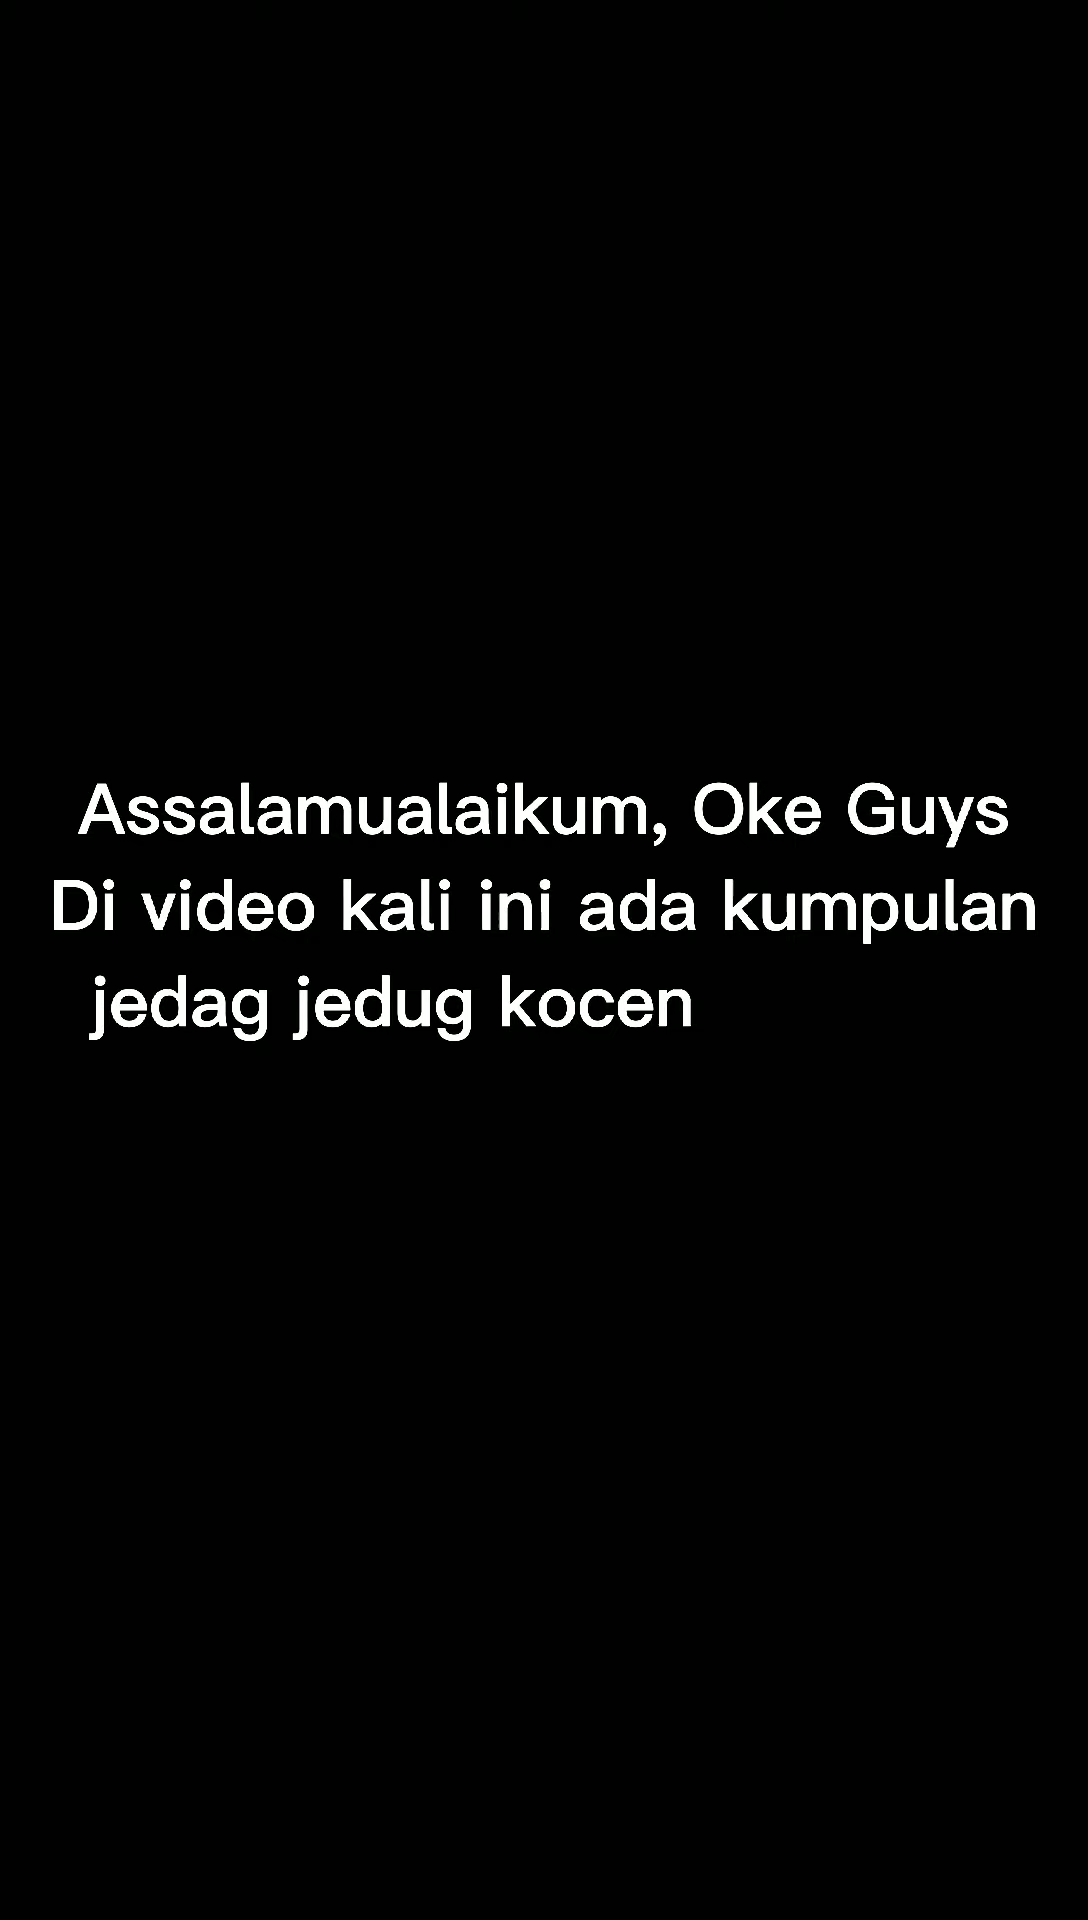 Assalamualaikum, Oke Guys
Di video kali ini ada kumpulan
jedag jedug kocen